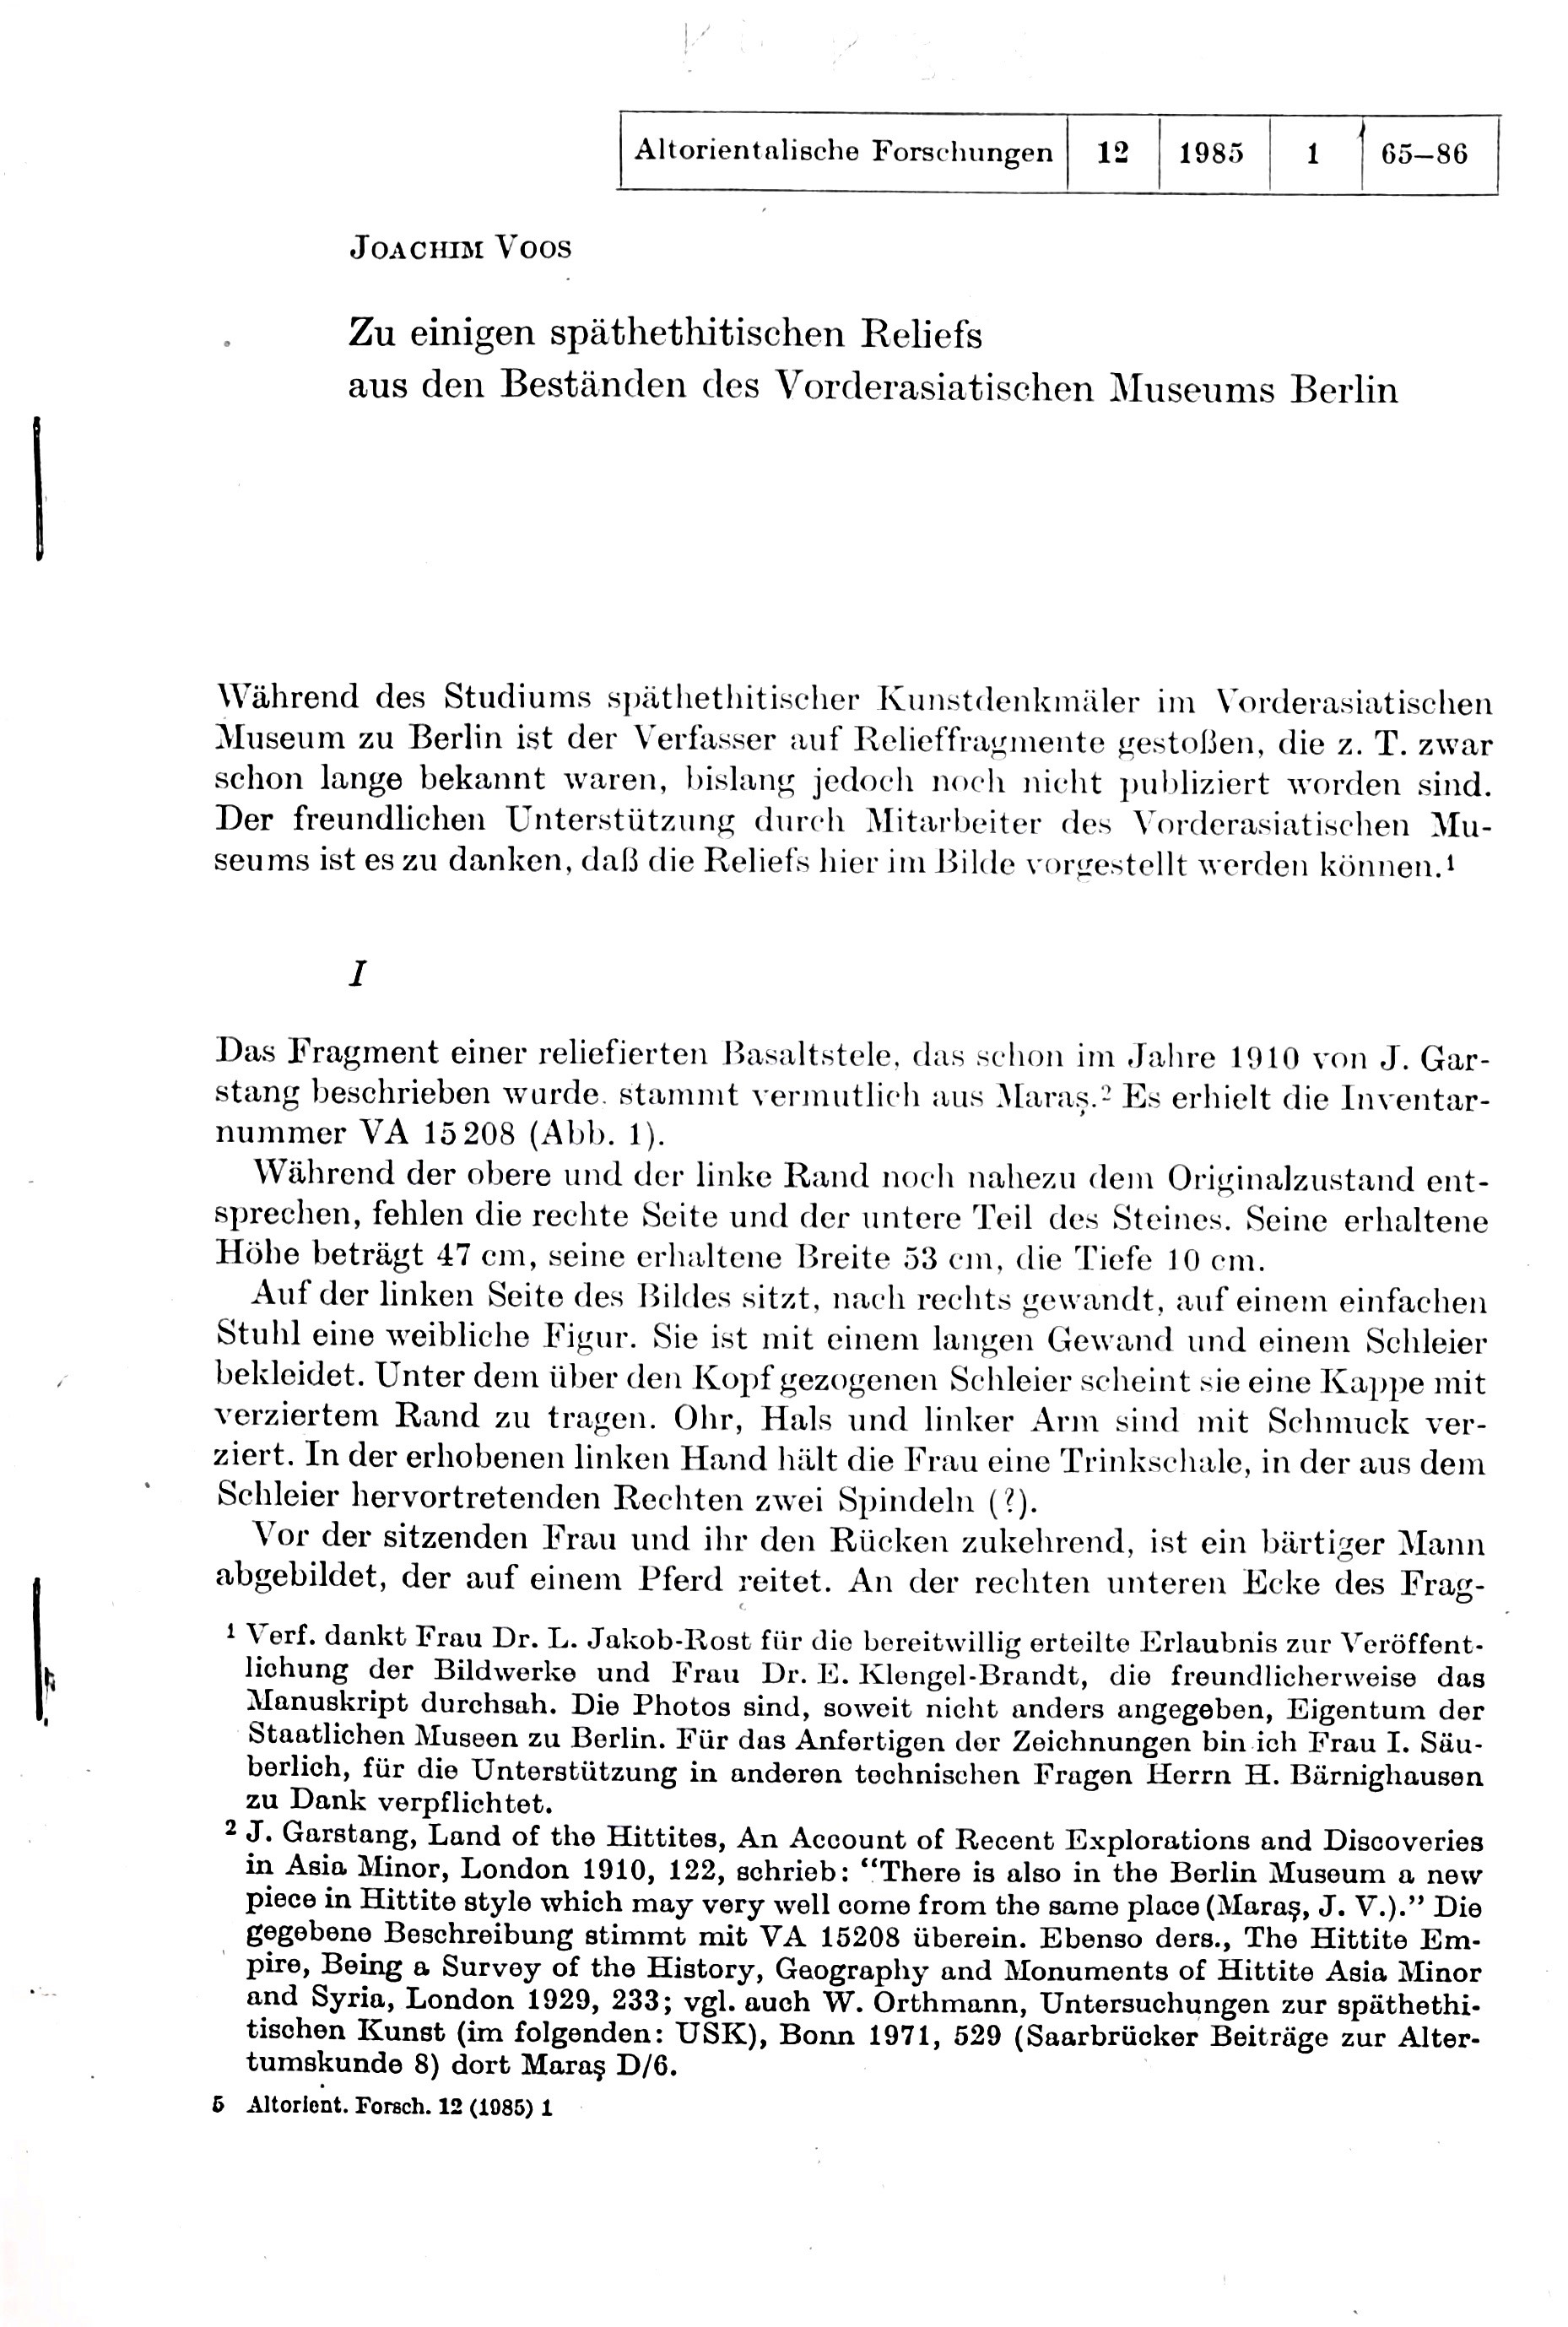 Altorientalische Forschungen 12 1985 1 65–86
JOACHIM VOOS
Zu einigen späthethitischen Reliefs
aus den Beständen des Vorderasiatischen Museums Berlin
Während des Studiums späthethitischer Kunstdenkmäler im Vorderasiatischen
Museum zu Berlin ist der Verfasser auf Relieffragmente gestoßen, die z. T. zwar
schon lange bekannt waren, bislang jedoch noch nicht publiziert worden sind.
Der freundlichen Unterstützung durch Mitarbeiter des Vorderasiatischen Mu-
seums ist es zu danken, daß die Reliefs hier im Bilde vorgestellt werden können.¹
I
Das Fragment einer reliefierten Basaltstele, das schon im Jahre 1910 von J. Gar-
stang beschrieben wurde, stammt vermutlich aus Maraş.² Es erhielt die Inventar-
nummer VA 15208 (Abb. 1).
Während der obere und der linke Rand noch nahezu dem Originalzustand ent-
sprechen, fehlen die rechte Seite und der untere Teil des Steines. Seine erhaltene
Höhe beträgt 47 cm, seine erhaltene Breite 53 cm, die Tiefe 10 cm.
Auf der linken Seite des Bildes sitzt, nach rechts gewandt, auf einem einfachen
Stuhl eine weibliche Figur. Sie ist mit einem langen Gewand und einem Schleier
bekleidet. Unter dem über den Kopf gezogenen Schleier scheint sie eine Kappe mit
verziertem Rand zu tragen. Ohr, Hals und linker Arm sind mit Schmuck ver-
ziert. In der erhobenen linken Hand hält die Frau eine Trinkschale, in der aus dem
Schleier hervortretenden Rechten zwei Spindeln (?).
Vor der sitzenden Frau und ihr den Rücken zukehrend, ist ein bärtiger Mann
abgebildet, der auf einem Pferd reitet. An der rechten unteren Ecke des Frag-
¹ Verf. dankt Frau Dr. L. Jakob-Rost für die bereitwillig erteilte Erlaubnis zur Veröffent-
lichung der Bildwerke und Frau Dr. E. Klengel-Brandt, die freundlicherweise das
Manuskript durchsah. Die Photos sind, soweit nicht anders angegeben, Eigentum der
Staatlichen Museen zu Berlin. Für das Anfertigen der Zeichnungen bin ich Frau I. Säu-
berlich, für die Unterstützung in anderen technischen Fragen Herrn H. Bärnighausen
zu Dank verpflichtet.
² J. Garstang, Land of the Hittites, An Account of Recent Explorations and Discoveries
in Asia Minor, London 1910, 122, schrieb: “There is also in the Berlin Museum a new
piece in Hittite style which may very well come from the same place (Maraş, J. V.).” Die
gegebene Beschreibung stimmt mit VA 15208 überein. Ebenso ders., The Hittite Em-
pire, Being a Survey of the History, Geography and Monuments of Hittite Asia Minor
and Syria, London 1929, 233; vgl. auch W. Orthmann, Untersuchungen zur späthethi-
tischen Kunst (im folgenden: USK), Bonn 1971, 529 (Saarbrücker Beiträge zur Alter-
tumskunde 8) dort Maraş D/6.
5 Altorient. Forsch. 12 (1985) 1